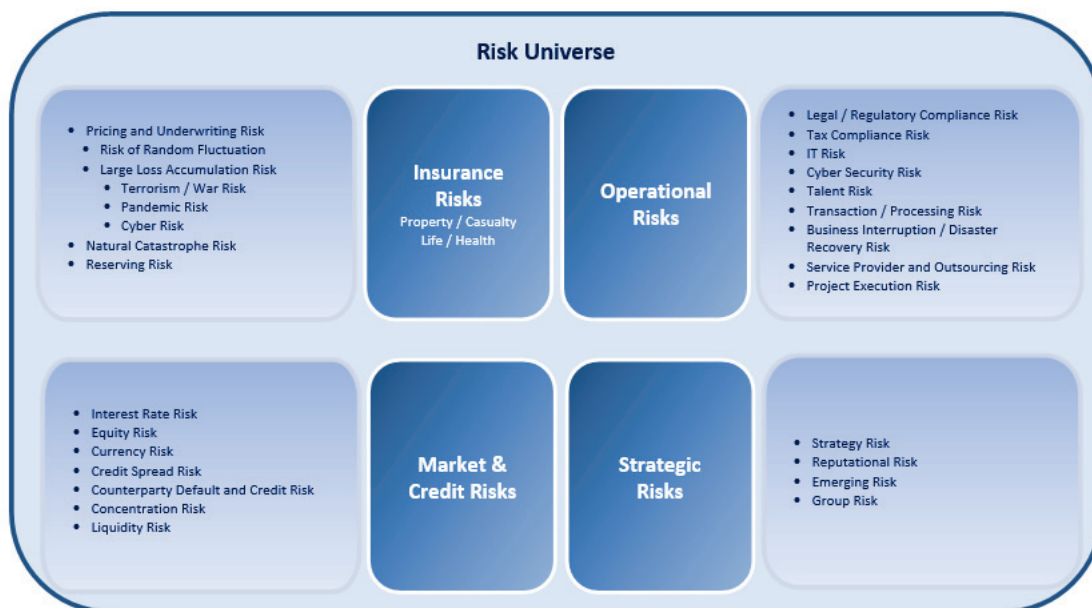 Risk Universe
• Pricing and Underwriting Risk
• Risk of Random Fluctuation
• Large Loss Accumulation Risk
• Terrorism / War Risk
• Pandemic Risk
• Cyber Risk
• Natural Catastrophe Risk
• Reserving Risk
Insurance
Risks
Property / Casualty
Life / Health
Operational
Risks
• Legal / Regulatory Compliance Risk
• Tax Compliance Risk
• IT Risk
• Cyber Security Risk
• Talent Risk
• Transaction / Processing Risk
• Business Interruption / Disaster
Recovery Risk
• Service Provider and Outsourcing Risk
• Project Execution Risk
• Interest Rate Risk
• Equity Risk
• Currency Risk
• Credit Spread Risk
• Counterparty Default and Credit Risk
• Concentration Risk
• Liquidity Risk
Market &
Credit Risks
Strategic
Risks
• Strategy Risk
• Reputational Risk
• Emerging Risk
• Group Risk